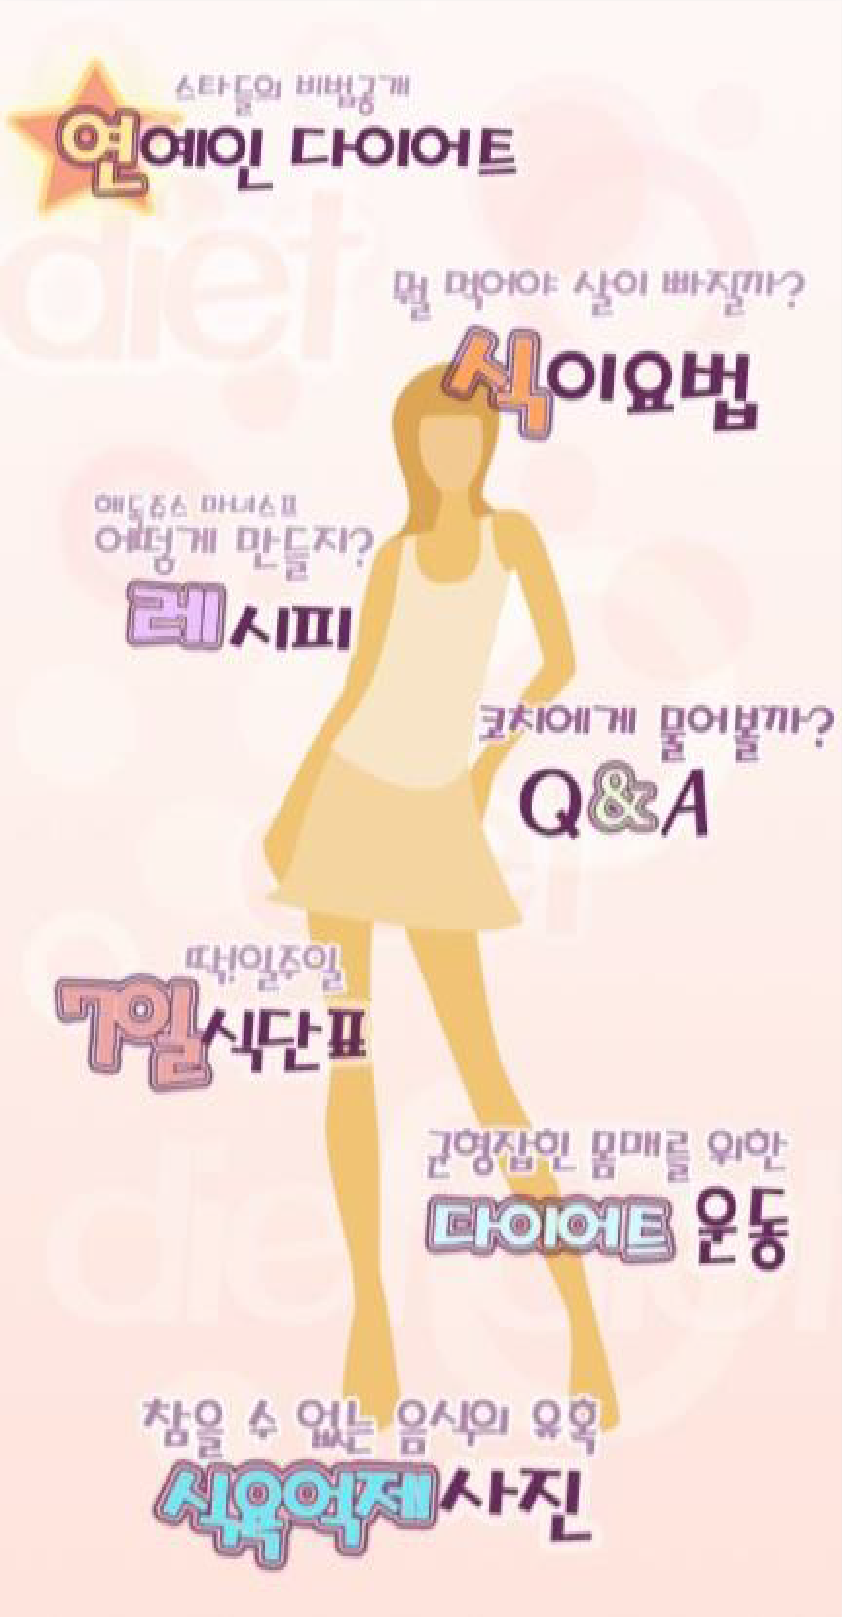 스타들의 비법공개
연예인 다이어트
diet
뭘 먹어야 살이 빠질까?
식이요법
해독쥬스 마녀스프
어떻게 만들지?
레시피
코치에게 물어볼까?
Q&A
딱!일주일
7일식단표
균형잡힌 몸매를 위한
다이어트 운동
참을 수 없는 음식의 유혹
식욕억제사진